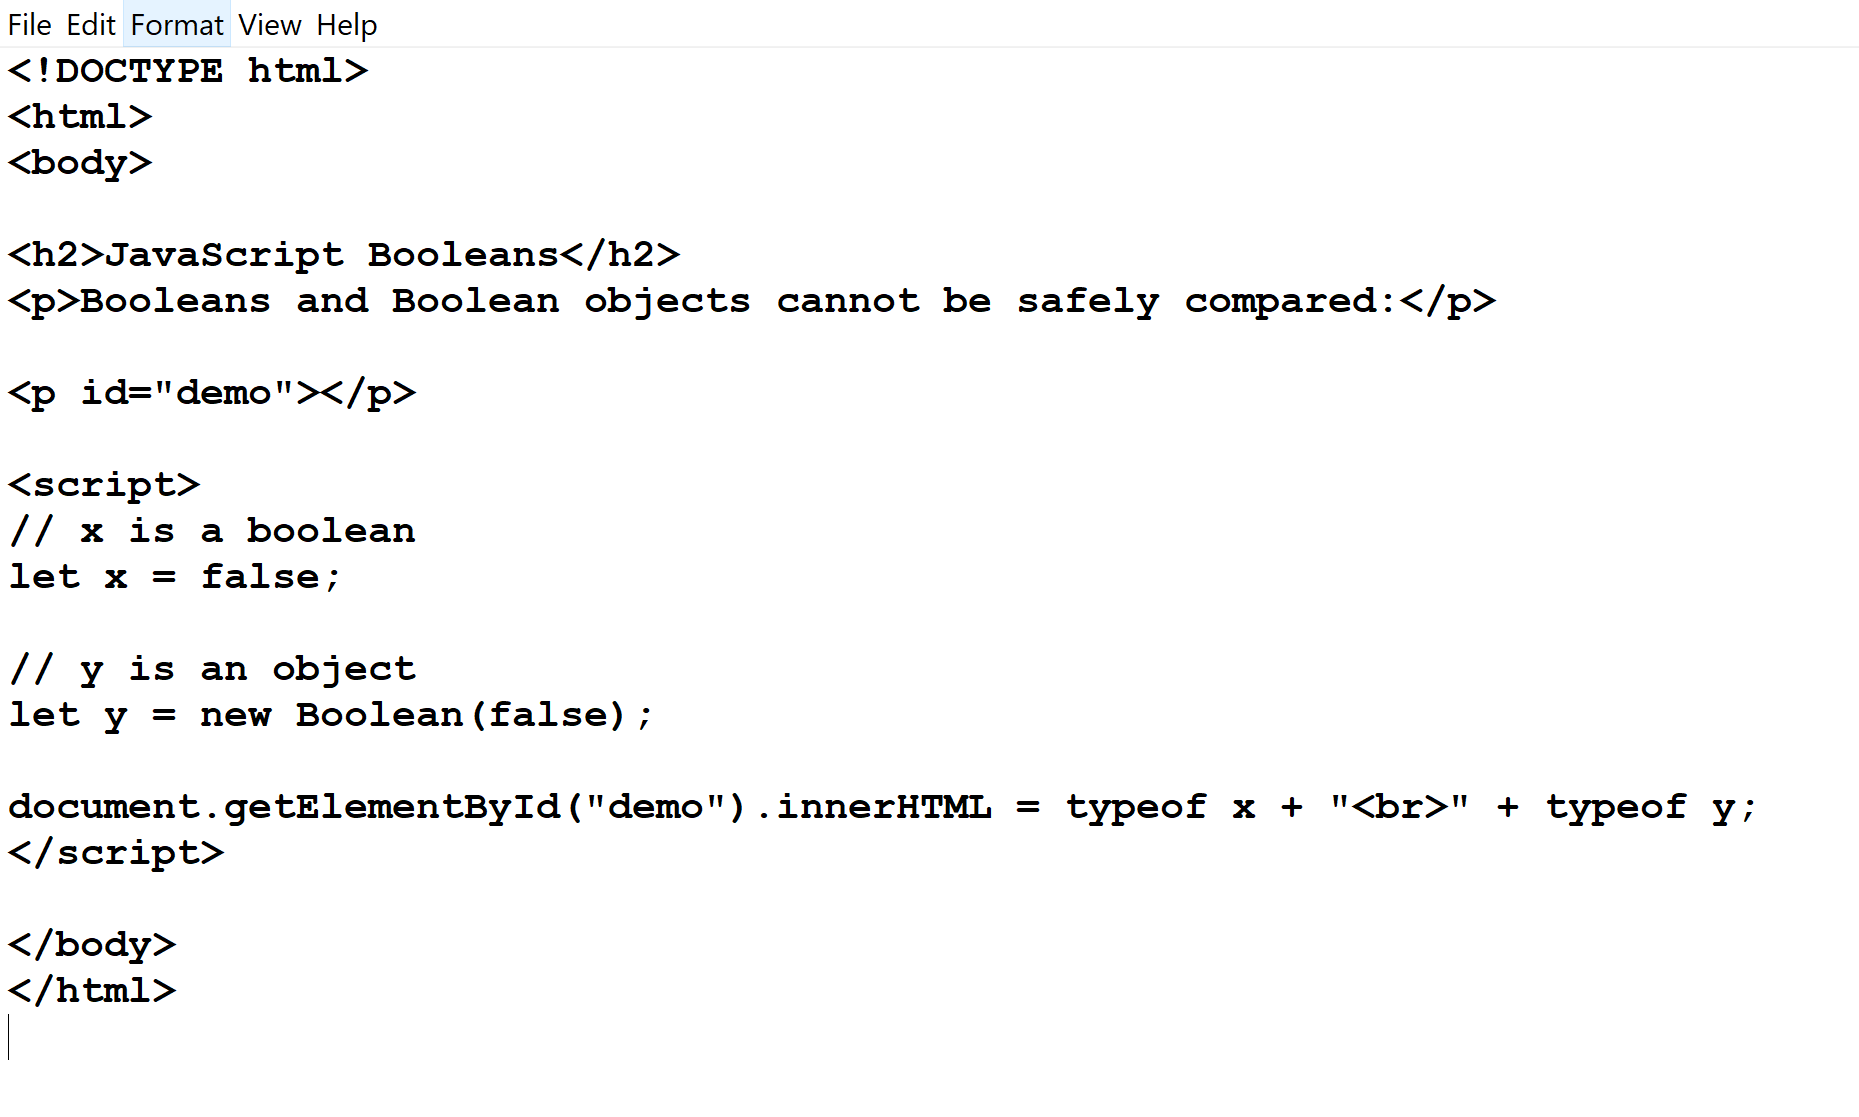 File Edit Format View Help
<!DOCTYPE html>
<html>
<body>
<h2>JavaScript Booleans</h2>
<p>Booleans and Boolean objects cannot be safely compared:</p>
<p id="demo"></p>
<script>
// x is a boolean
let x = false;
// y is an object
let y = new Boolean(false);
document.getElementById("demo").innerHTML = typeof x + "<br>" + typeof y;
</script>
</body>
</html>